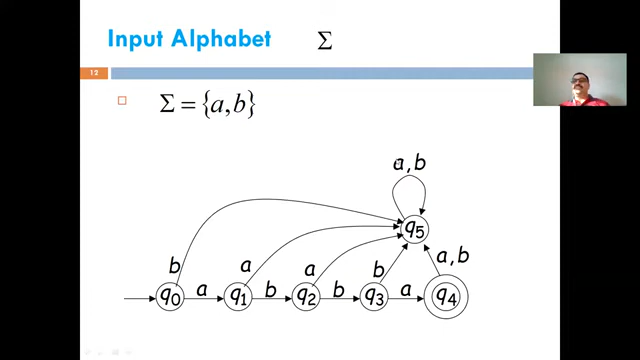 Input Alphabet Σ
12
Σ = {a,b}
a,b
q5
b a a b a,b
q0 a q1 b q2 b q3 a q4